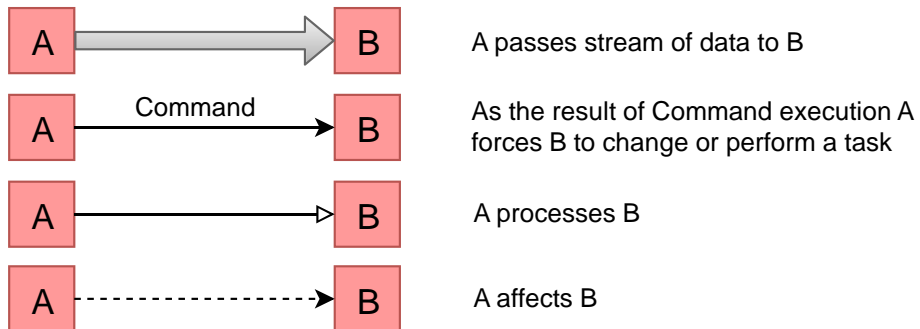 A
B
A passes stream of data to B
A
Command
B
As the result of Command execution A
forces B to change or perform a task
A
B
A processes B
A
B
A affects B